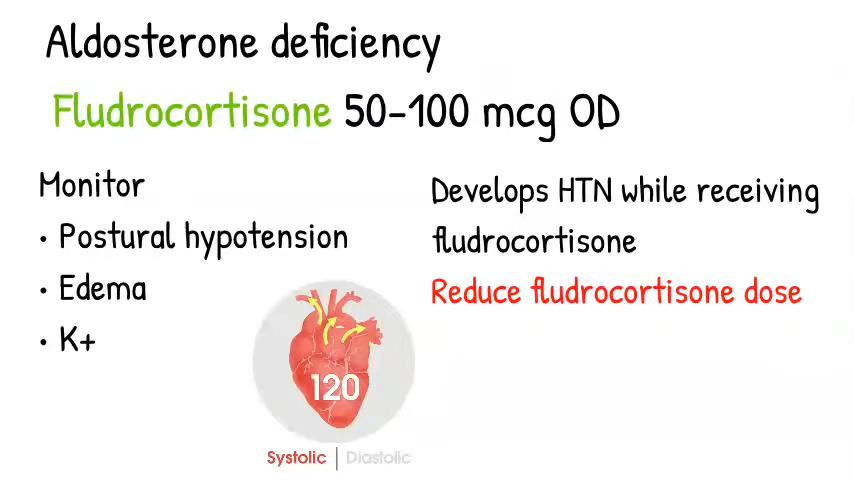 Aldosterone deficiency
Fludrocortisone 50-100 mcg OD
Monitor
• Postural hypotension
• Edema
• K+
Develops HTN while receiving
fludrocortisone
Reduce fludrocortisone dose
120
Systolic | Diastolic